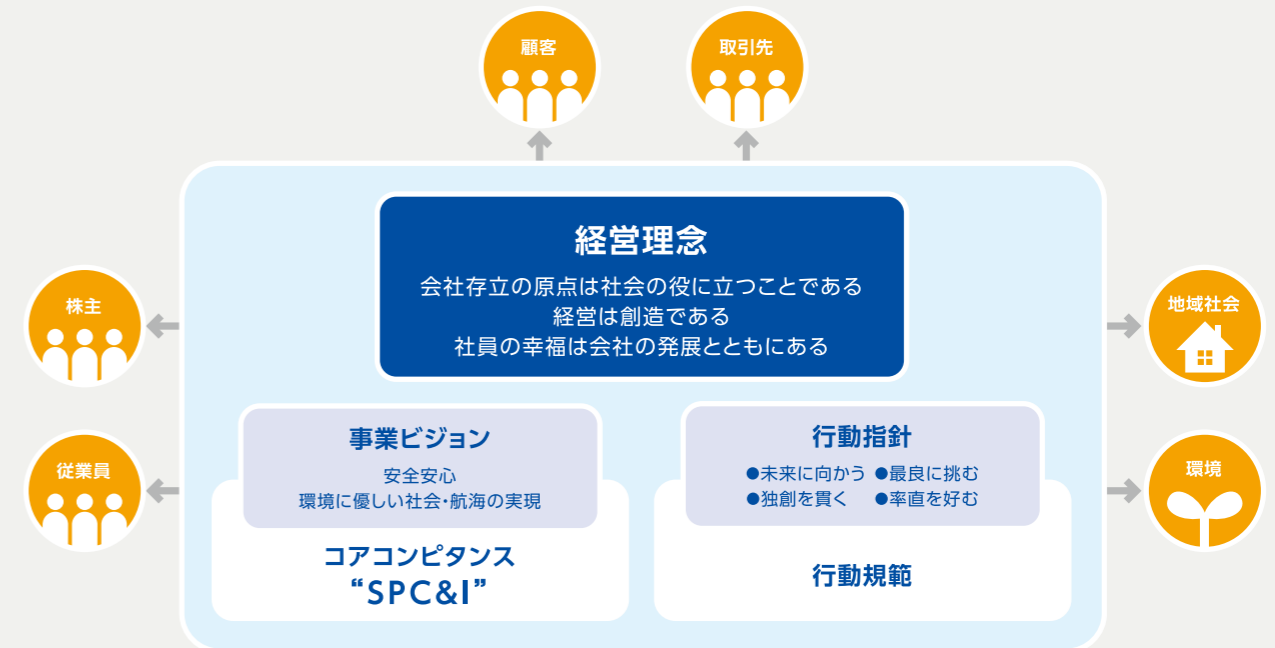 顧客
取引先
経営理念
会社存立の原点は社会の役に立つことである
経営は創造である
社員の幸福は会社の発展とともにある
株主
地域社会
事業ビジョン
安全安心
環境に優しい社会・航海の実現
行動指針
●未来に向かう ●最良に挑む
●独創を貫く ●率直を好む
従業員
環境
コアコンピタンス
“SPC&I”
行動規範